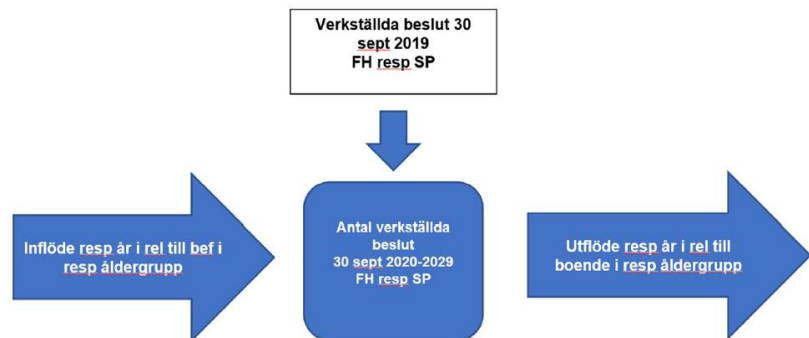 Verkställda beslut 30
sept 2019
FH resp SP
Inflöde resp år i rel till bef i
resp åldergrupp
Antal verkställda
beslut
30 sept 2020-2029
FH resp SP
Utflöde resp år i rel till
boende i resp åldergrupp